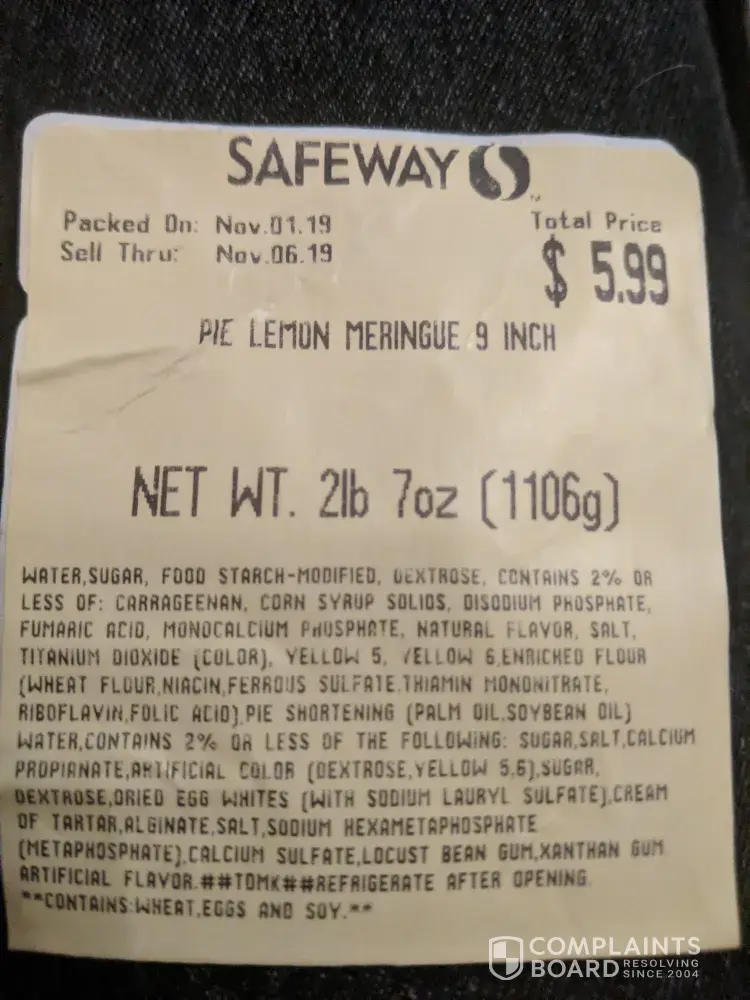 SAFEWAY
Packed On: Nov.01.19
Sell Thru: Nov.06.19
Total Price
$ 5.99
PIE LEMON MERINGUE 9 INCH
NET WT. 2lb 7oz (1106g)
WATER,SUGAR, FOOD STARCH-MODIFIED, DEXTROSE, CONTAINS 2% OR
LESS OF: CARRAGEENAN, CORN SYRUP SOLIDS, DISODIUM PHOSPHATE,
FUMARIC ACID, MONOCALCIUM PHOSPHATE, NATURAL FLAVOR, SALT,
TITANIUM DIOXIDE (COLOR), YELLOW 5, YELLOW 6,ENRICHED FLOUR
(WHEAT FLOUR,NIACIN,FERROUS SULFATE,THIAMIN MONONITRATE,
RIBOFLAVIN,FOLIC ACID),PIE SHORTENING (PALM OIL,SOYBEAN OIL)
WATER,CONTAINS 2% OR LESS OF THE FOLLOWING: SUGAR,SALT,CALCIUM
PROPIANATE,ARTIFICIAL COLOR (DEXTROSE,YELLOW 5,6),SUGAR,
DEXTROSE,DRIED EGG WHITES (WITH SODIUM LAURYL SULFATE),CREAM
OF TARTAR,ALGINATE,SALT,SODIUM HEXAMETAPHOSPHATE
(METAPHOSPHATE),CALCIUM SULFATE,LOCUST BEAN GUM,XANTHAN GUM
ARTIFICIAL FLAVOR.##TDMK##REFRIGERATE AFTER OPENING.
**CONTAINS:WHEAT,EGGS AND SOY.**
COMPLAINTS
BOARD RESOLVING SINCE 2004